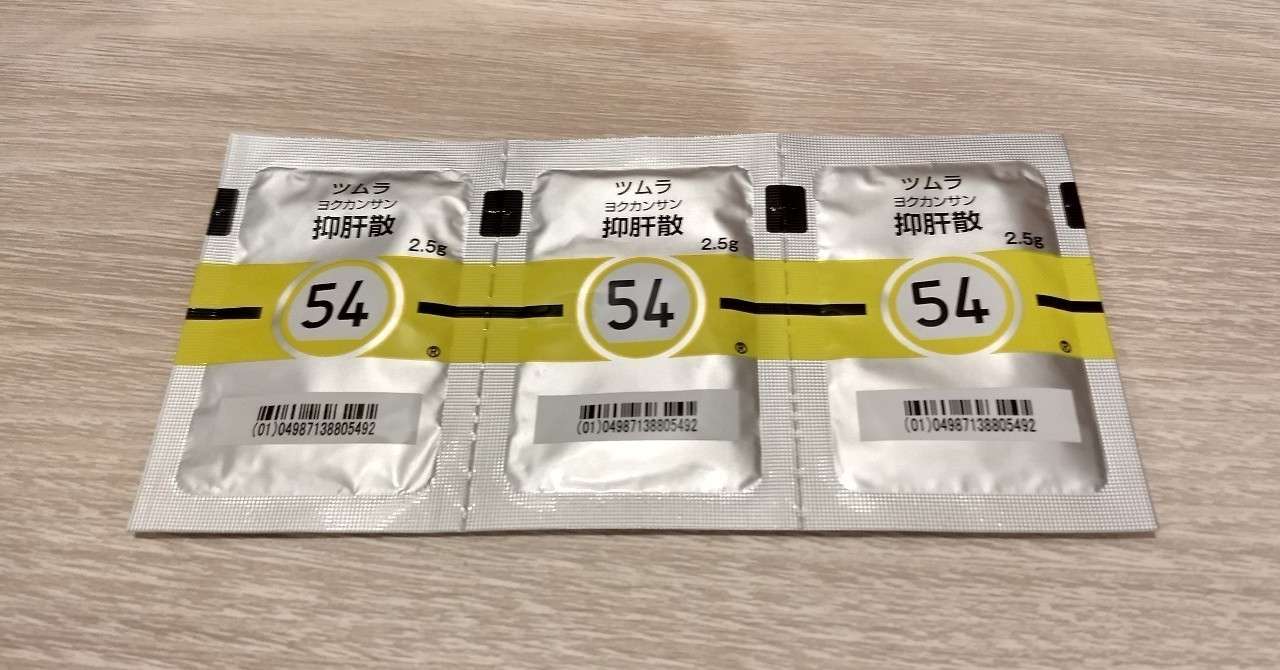 ツムラ
ヨクカンサン
抑肝散
2.5g
54
®
(01)04987138805492
ツムラ
ヨクカンサン
抑肝散
2.5g
54
®
(01)04987138805492
ツムラ
ヨクカンサン
抑肝散
2.5g
54
®
(01)04987138805492